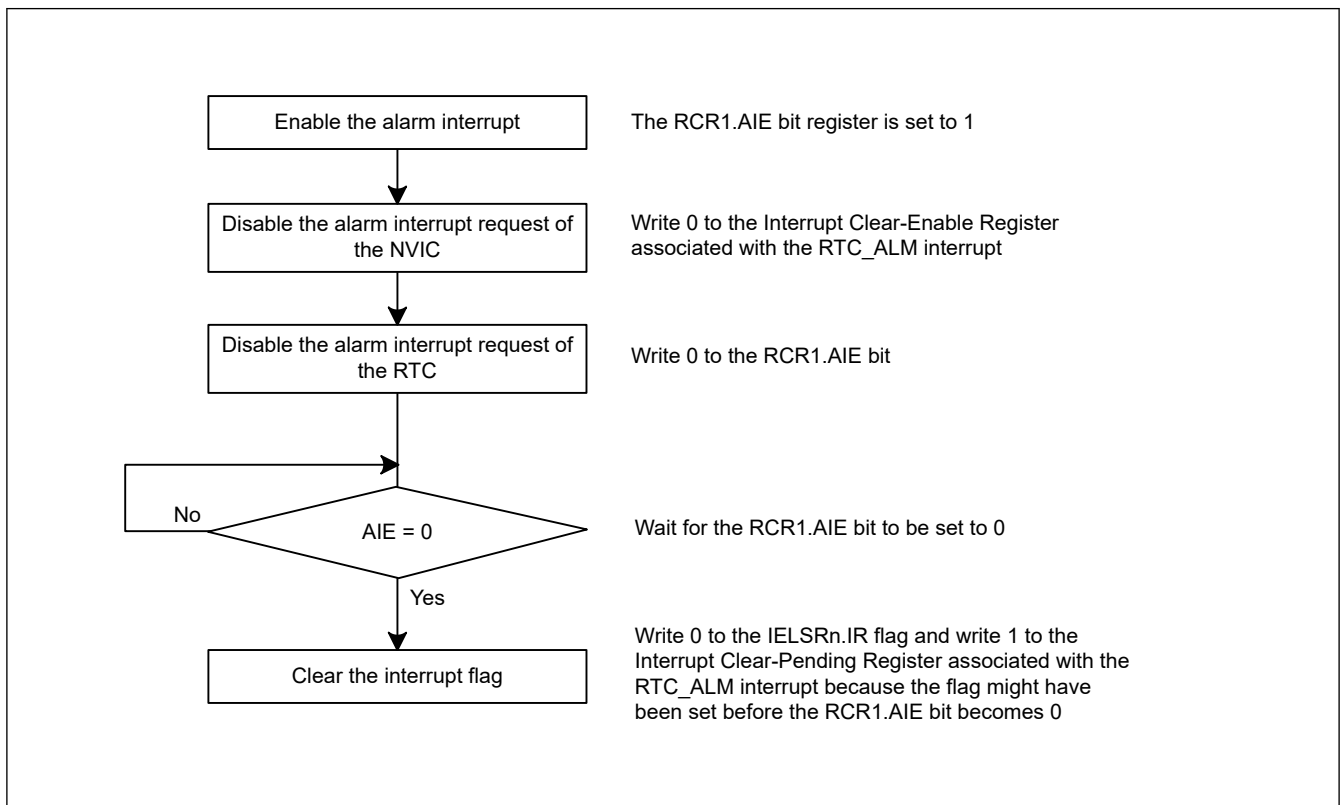 Enable the alarm interrupt
The RCR1.AIE bit register is set to 1
Disable the alarm interrupt request of
the NVIC
Write 0 to the Interrupt Clear-Enable Register
associated with the RTC_ALM interrupt
Disable the alarm interrupt request of
the RTC
Write 0 to the RCR1.AIE bit
No
AIE = 0
Wait for the RCR1.AIE bit to be set to 0
Yes
Clear the interrupt flag
Write 0 to the IELSRn.IR flag and write 1 to the
Interrupt Clear-Pending Register associated with the
RTC_ALM interrupt because the flag might have
been set before the RCR1.AIE bit becomes 0